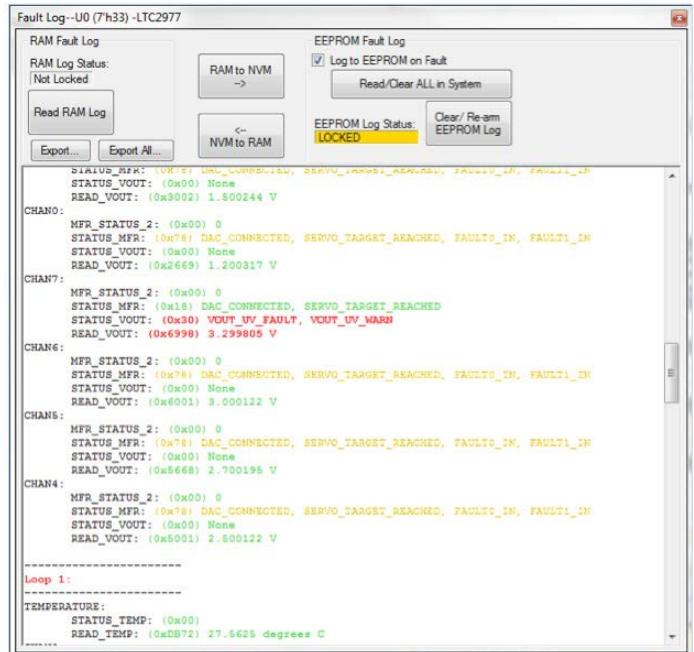 Fault Log--U0 (7'h33) -LTC2977
RAM Fault Log
RAM Log Status:
Not Locked
Read RAM Log
Export...
Export All...
RAM to NVM
-->
<--
NVM to RAM
EEPROM Fault Log
Log to EEPROM on Fault
Read/Clear ALL in System
EEPROM Log Status:
LOCKED
Clear/ Re-arm
EEPROM Log
STATUS_MFR: (0x78) DAC_CONNECTED, SERVO_TARGET_REACHED, FAULT0_IN, FAULT1_IN
STATUS_VOUT: (0x00) None
READ_VOUT: (0x3002) 1.500244 V
CHAN0:
MFR_STATUS_2: (0x00) 0
STATUS_MFR: (0x78) DAC_CONNECTED, SERVO_TARGET_REACHED, FAULT0_IN, FAULT1_IN
STATUS_VOUT: (0x00) None
READ_VOUT: (0x2669) 1.200317 V
CHAN7:
MFR_STATUS_2: (0x00) 0
STATUS_MFR: (0x18) DAC_CONNECTED, SERVO_TARGET_REACHED
STATUS_VOUT: (0x30) VOUT_UV_FAULT, VOUT_UV_WARN
READ_VOUT: (0x6998) 3.299805 V
CHAN6:
MFR_STATUS_2: (0x00) 0
STATUS_MFR: (0x78) DAC_CONNECTED, SERVO_TARGET_REACHED, FAULT0_IN, FAULT1_IN
STATUS_VOUT: (0x00) None
READ_VOUT: (0x6001) 3.000122 V
CHAN5:
MFR_STATUS_2: (0x00) 0
STATUS_MFR: (0x78) DAC_CONNECTED, SERVO_TARGET_REACHED, FAULT0_IN, FAULT1_IN
STATUS_VOUT: (0x00) None
READ_VOUT: (0x5668) 2.700195 V
CHAN4:
MFR_STATUS_2: (0x00) 0
STATUS_MFR: (0x78) DAC_CONNECTED, SERVO_TARGET_REACHED, FAULT0_IN, FAULT1_IN
STATUS_VOUT: (0x00) None
READ_VOUT: (0x5001) 2.500122 V
------------------------
Loop 1:
------------------------
TEMPERATURE:
STATUS_TEMP: (0x00)
READ_TEMP: (0xDB72) 27.5625 degrees C